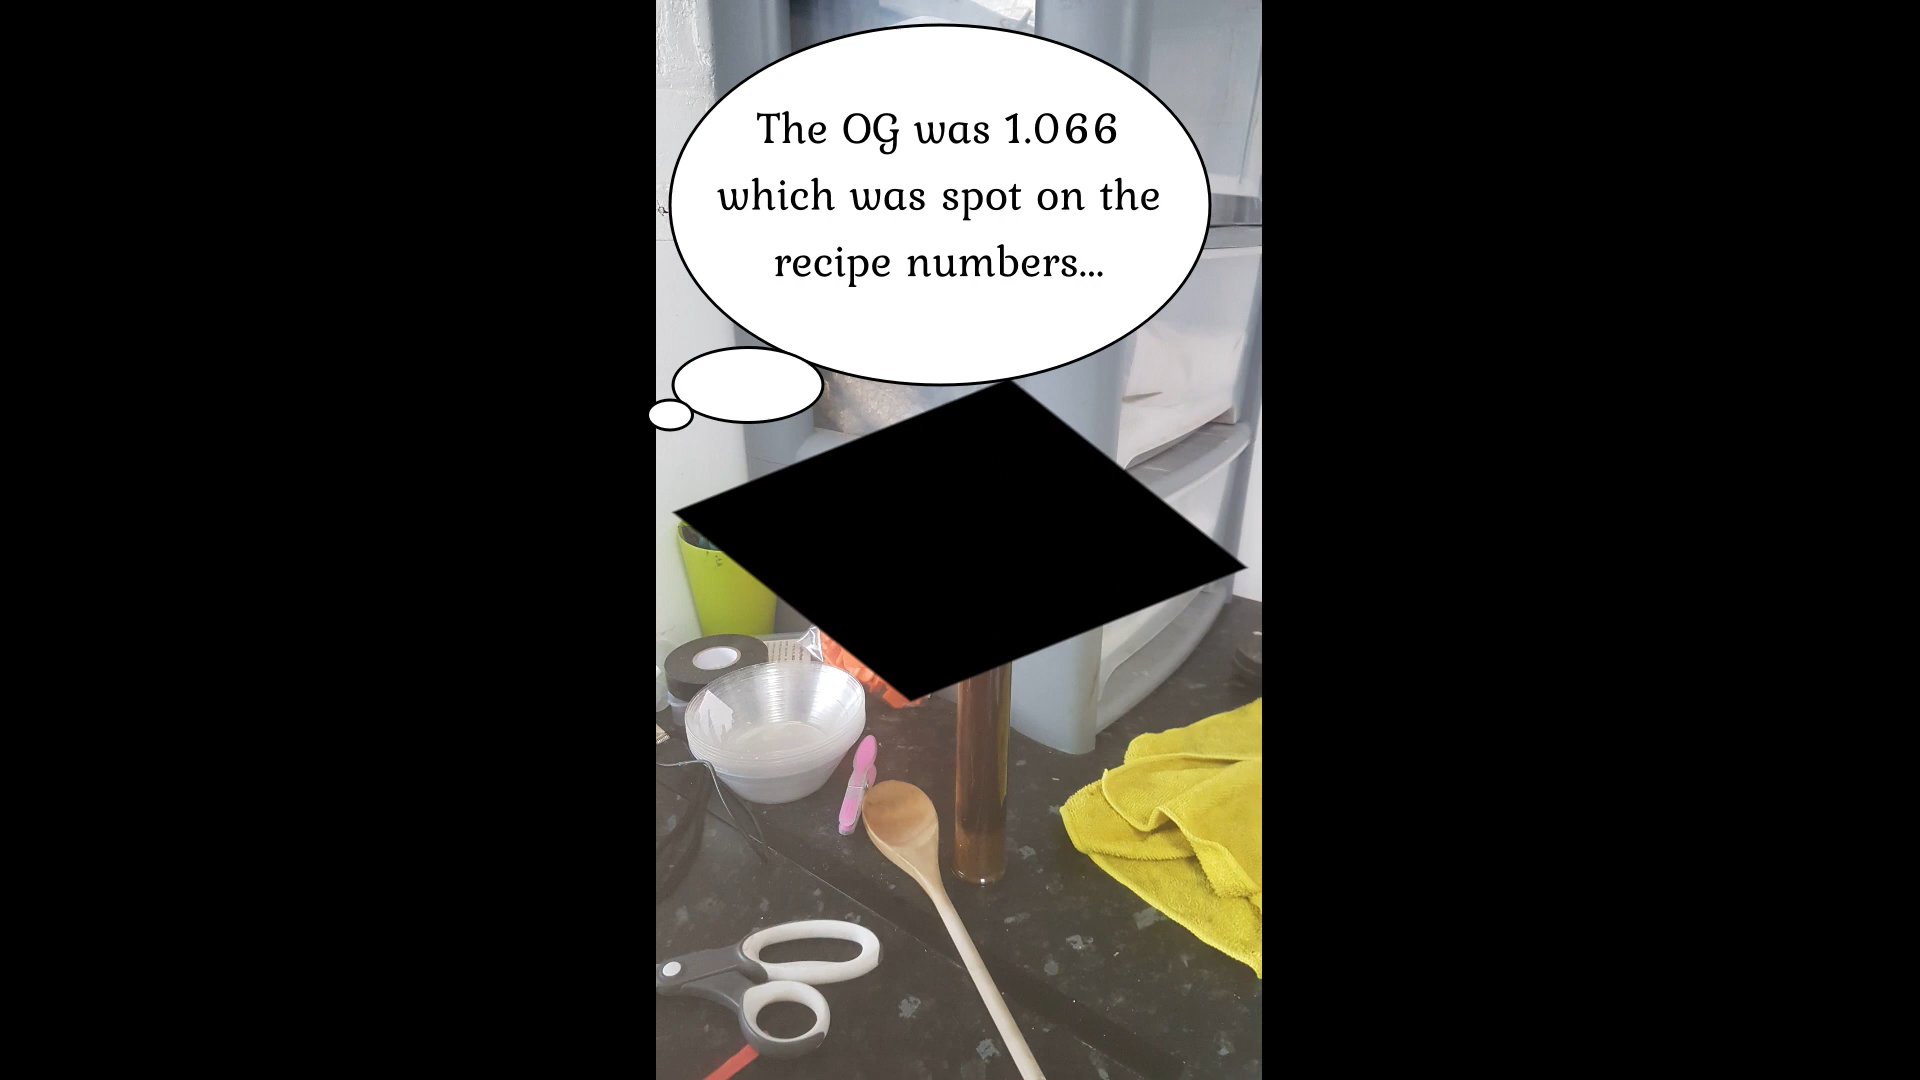 The OG was 1.066
which was spot on the
recipe numbers...